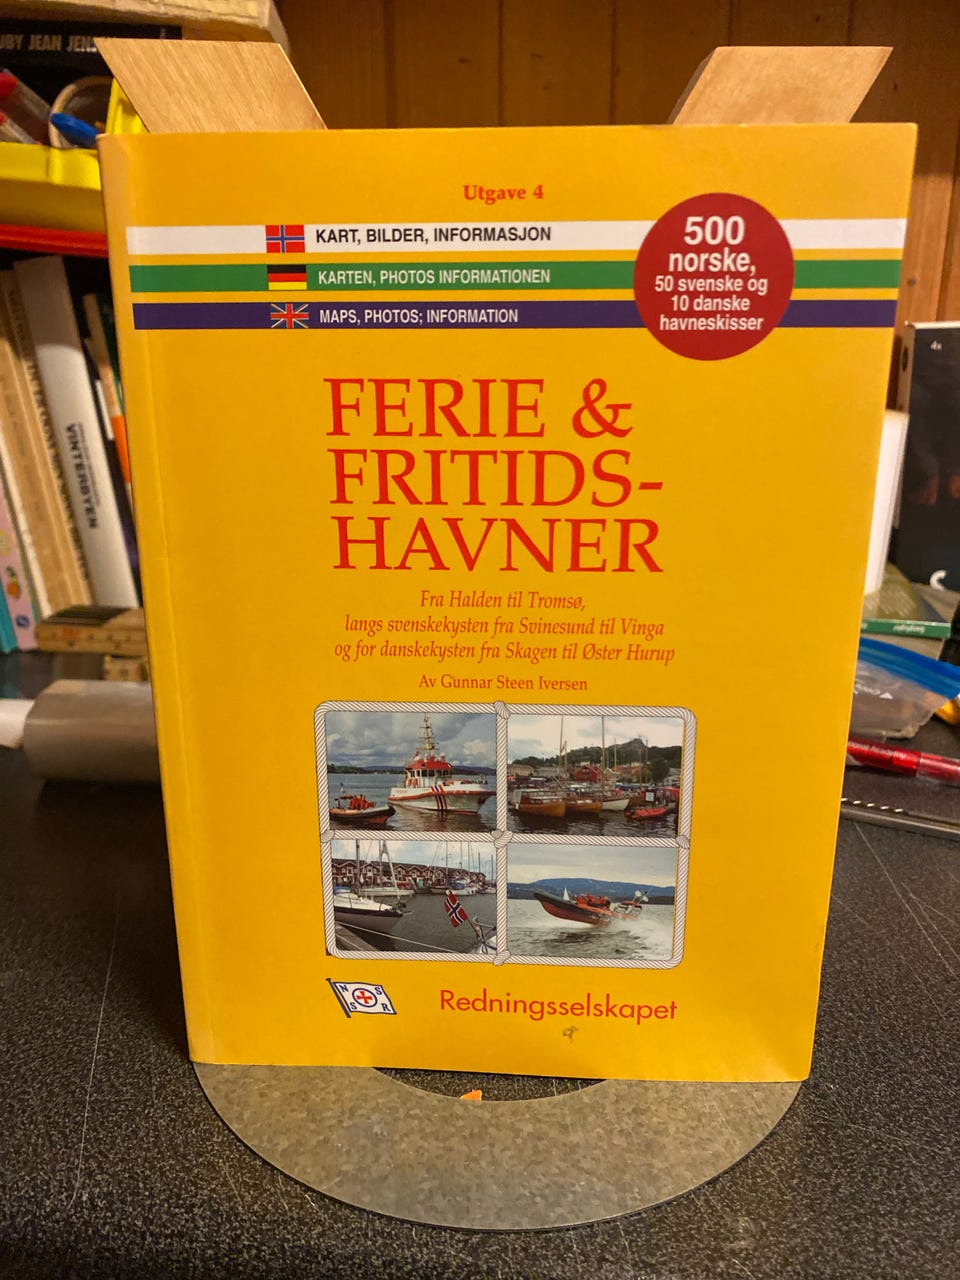 Utgave 4
KART, BILDER, INFORMASJON
KARTEN, PHOTOS INFORMATIONEN
MAPS, PHOTOS; INFORMATION
500
norske,
50 svenske og
10 danske
havneskisser
FERIE &
FRITIDS-
HAVNER
Fra Halden til Tromsø,
langs svenskekysten fra Svinesund til Vinga
og for danskekysten fra Skagen til Øster Hurup
Av Gunnar Steen Iversen
N S
S R
Redningsselskapet
VINTERBYEN